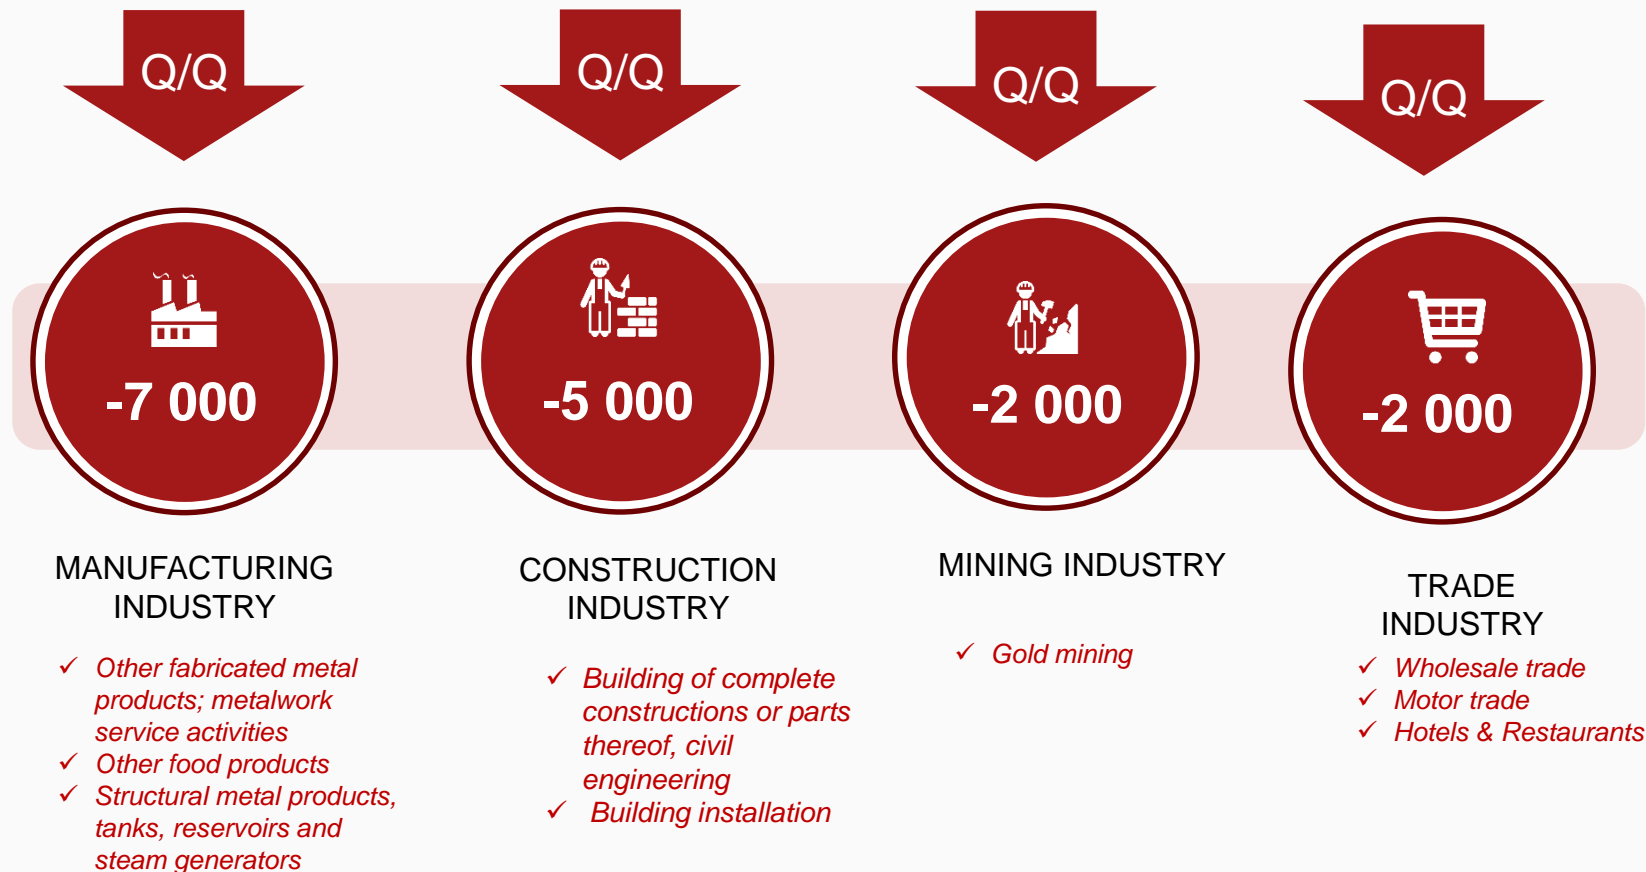 Q/Q
Q/Q
Q/Q
Q/Q
-7 000
-5 000
-2 000
-2 000
MANUFACTURING
INDUSTRY
✓ Other fabricated metal
products; metalwork
service activities
✓ Other food products
✓ Structural metal products,
tanks, reservoirs and
steam generators
CONSTRUCTION
INDUSTRY
✓ Building of complete
constructions or parts
thereof, civil
engineering
✓ Building installation
MINING INDUSTRY
✓ Gold mining
TRADE
INDUSTRY
✓ Wholesale trade
✓ Motor trade
✓ Hotels & Restaurants